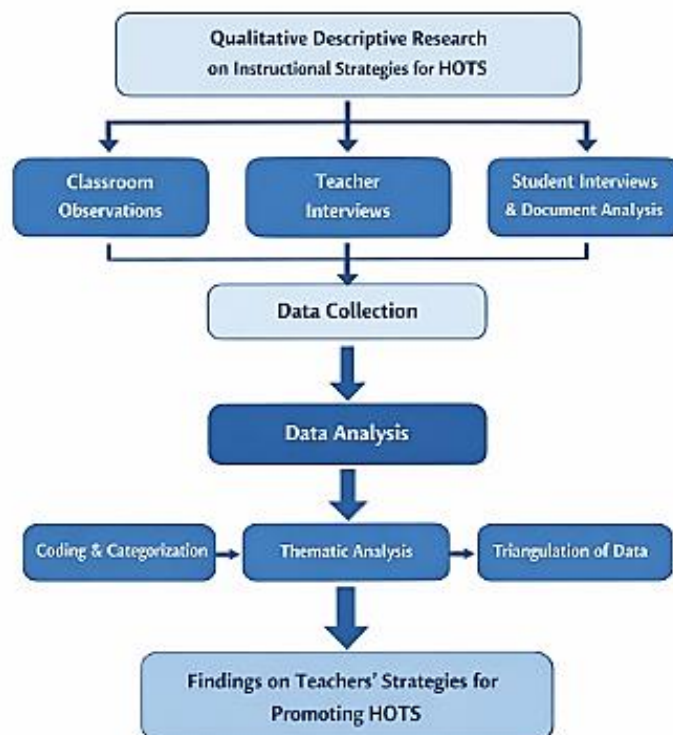 Qualitative Descriptive Research
on Instructional Strategies for HOTS
Classroom
Observations
Teacher
Interviews
Student Interviews
& Document Analysis
Data Collection
Data Analysis
Coding & Categorization
Thematic Analysis
Triangulation of Data
Findings on Teachers' Strategies for
Promoting HOTS